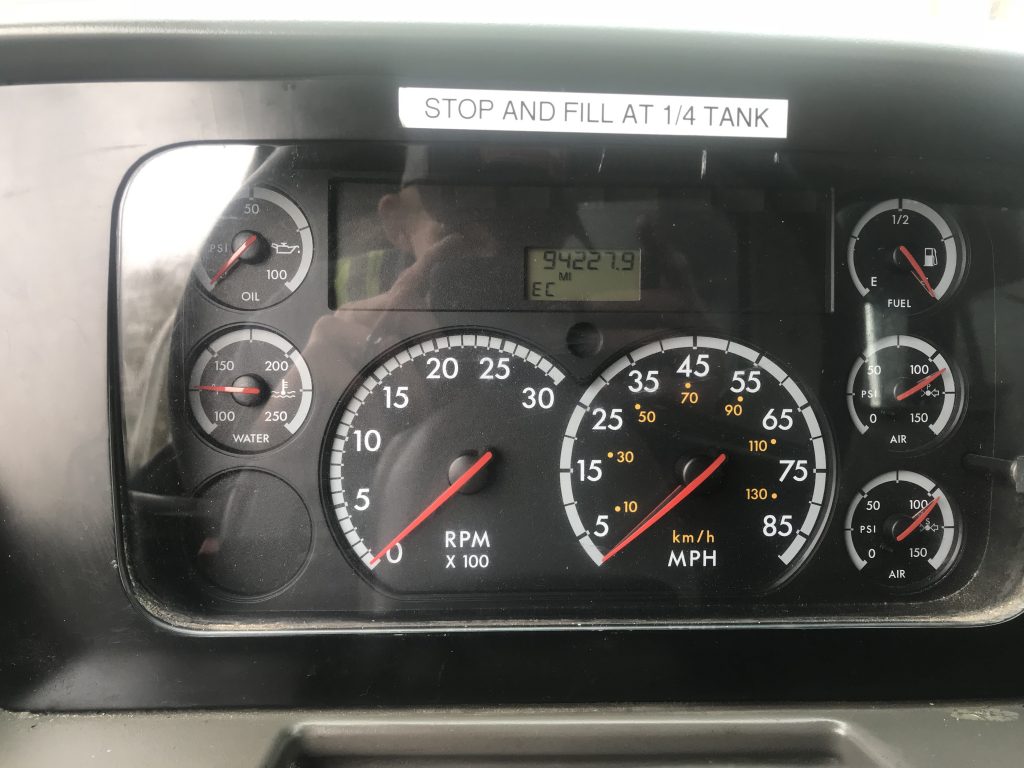 STOP AND FILL AT 1/4 TANK
50
PSI
100
OIL
94227.9
MI
EC
1/2
E
FUEL
150 200
100 250
WATER
0 5 10 15 20 25 30
RPM
X 100
5 15 25 35 45 55 65 75 85
10 30 50 70 90 110 130
km/h
MPH
50 100
PSI P
0 150
AIR
50 100
PSI S
0 150
AIR